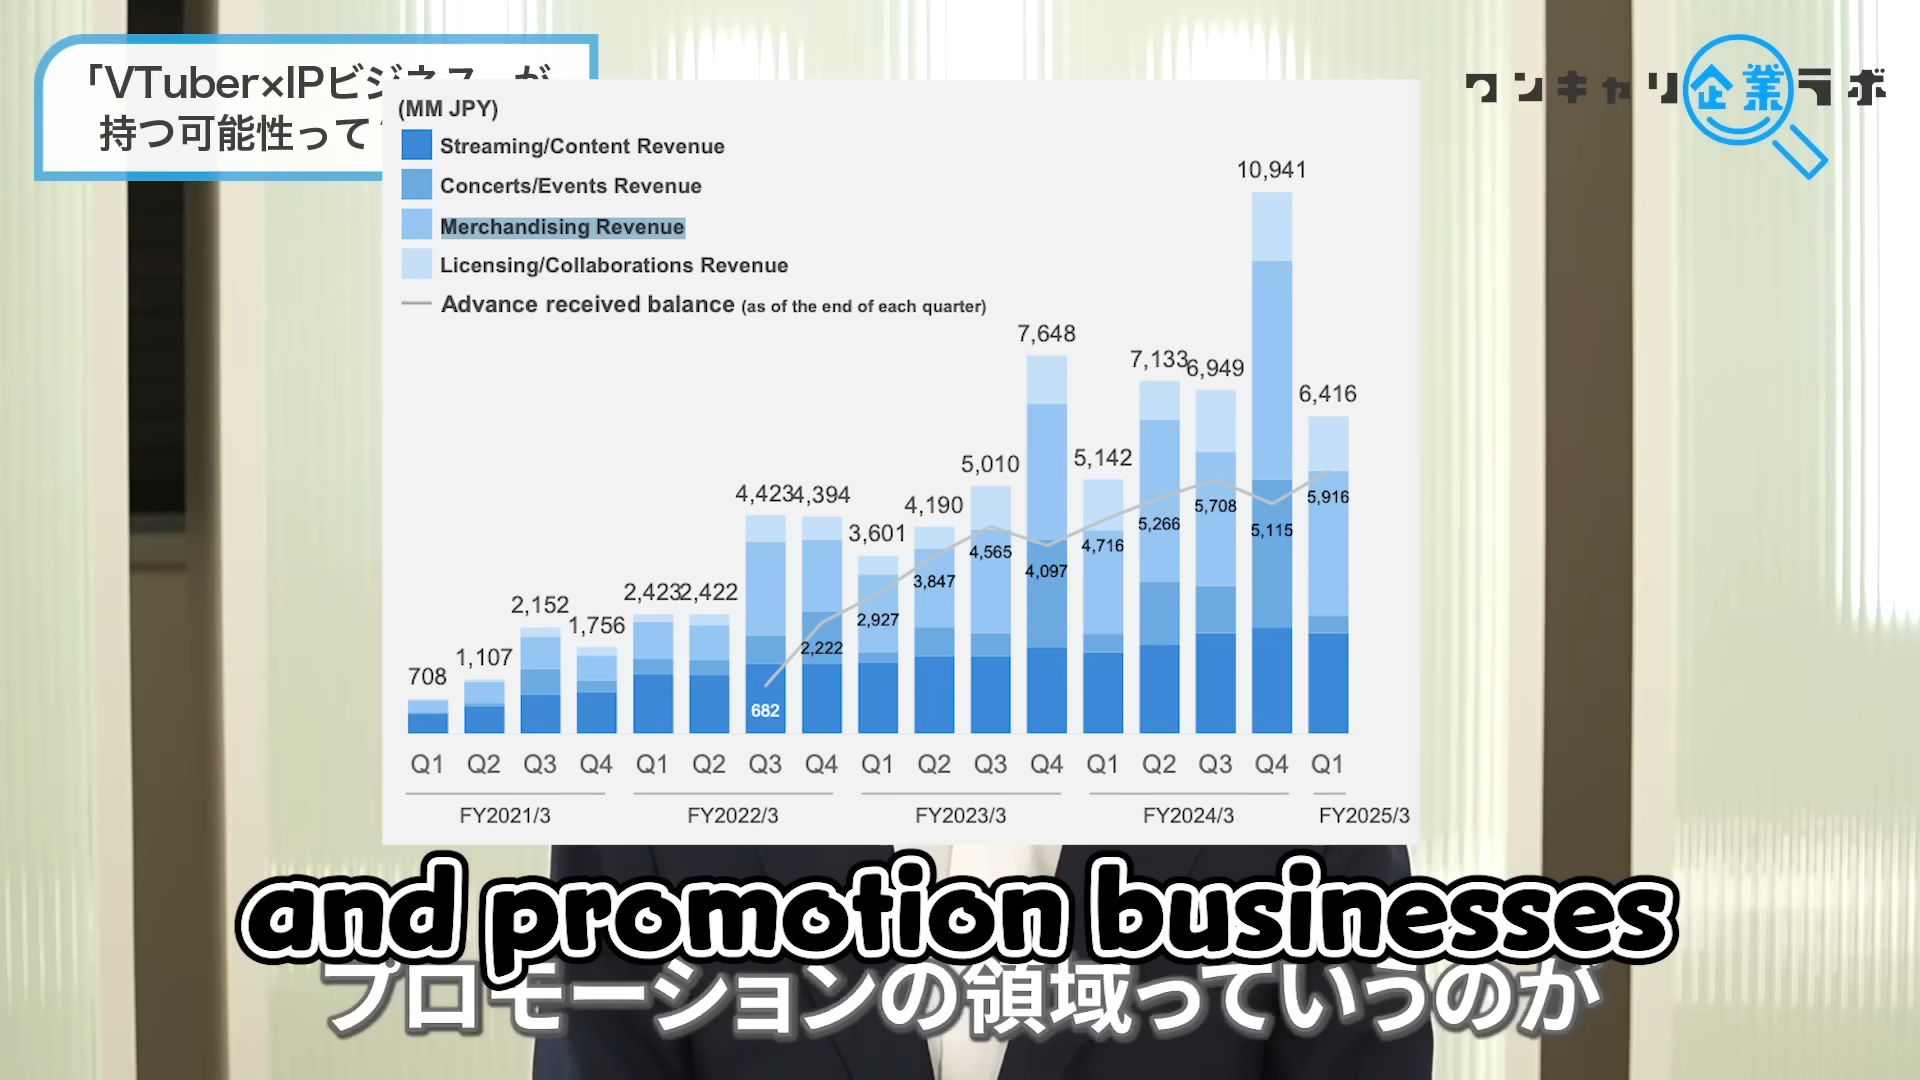 「VTuber×IPビジネス」が
持つ可能性って
ワンキャリ企業ラボ
(MM JPY)
Streaming/Content Revenue
Concerts/Events Revenue
Merchandising Revenue
Licensing/Collaborations Revenue
Advance received balance (as of the end of each quarter)
10,941
7,648
7,133
6,949
6,416
5,142
5,010
4,423
4,394
4,190
3,601
2,423
2,422
2,152
1,756
1,107
708
5,916
5,708
5,266
5,115
4,716
4,565
4,097
3,847
2,927
2,222
682
Q1 Q2 Q3 Q4 Q1 Q2 Q3 Q4 Q1 Q2 Q3 Q4 Q1 Q2 Q3 Q4 Q1
FY2021/3 FY2022/3 FY2023/3 FY2024/3 FY2025/3
and promotion businesses
プロモーションの領域っていうのが